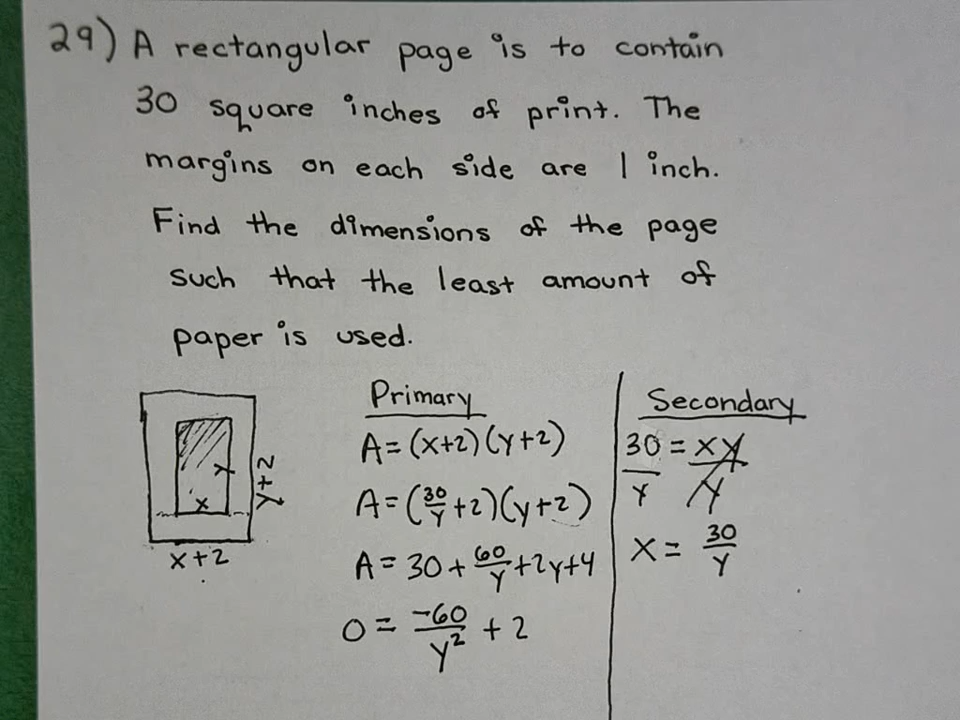 29) A rectangular page is to contain
30 square inches of print. The
margins on each side are 1 inch.
Find the dimensions of the page
such that the least amount of
paper is used.
Primary
A=(x+2)(y+2)
A=(30/y+2)(y+2)
A=30+60/y+2y+4
0=-60/y²+2
Secondary
30/y=xy/y
x=30/y
y
x
y+2
x+2